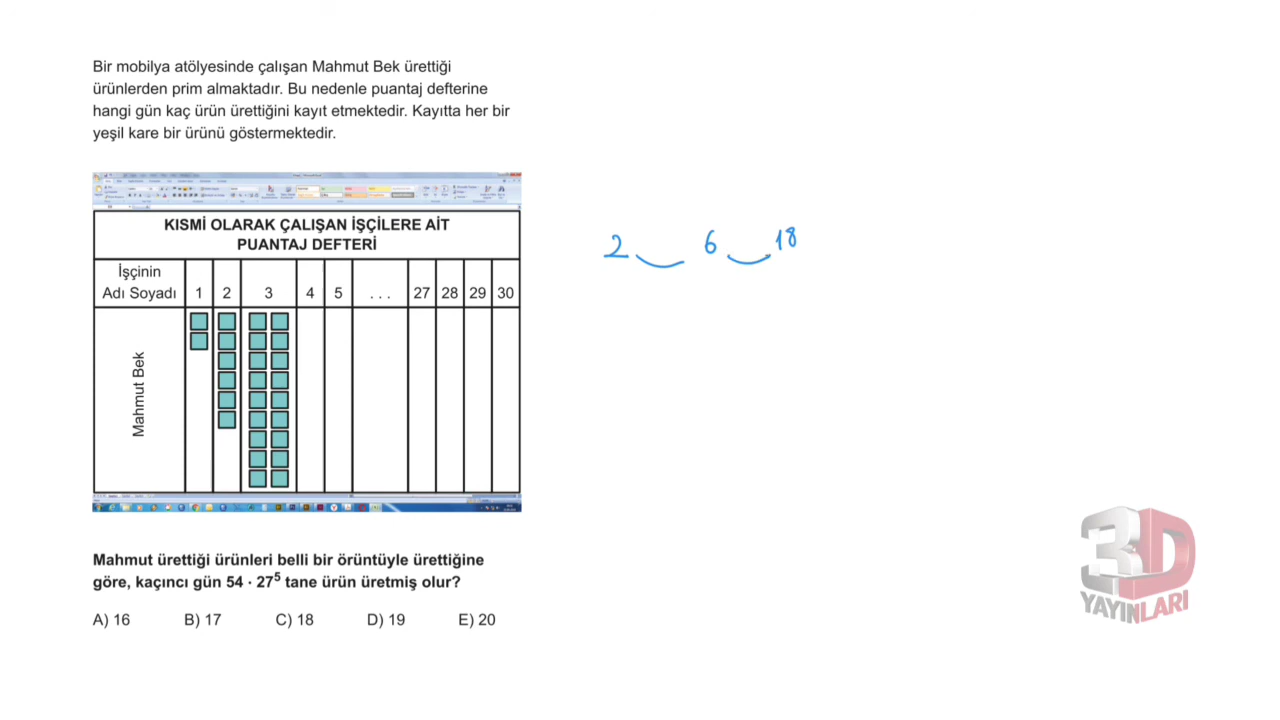 Bir mobilya atölyesinde çalışan Mahmut Bek ürettiği
ürünlerden prim almaktadır. Bu nedenle puantaj defterine
hangi gün kaç ürün ürettiğini kayıt etmektedir. Kayıtta her bir
yeşil kare bir ürünü göstermektedir.
KISMİ OLARAK ÇALIŞAN İŞÇİLERE AİT
PUANTAJ DEFTERİ
İşçinin
Adı Soyadı 1 2 3 4 5 . . . 27 28 29 30
Mahmut Bek
2 6 18
Mahmut ürettiği ürünleri belli bir örüntüyle ürettiğine
göre, kaçıncı gün 54 · 27⁵ tane ürün üretmiş olur?
A) 16 B) 17 C) 18 D) 19 E) 20
3D
YAYINLARI